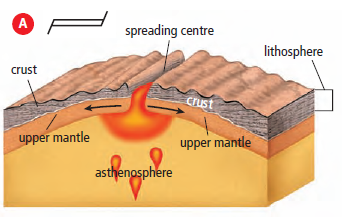 A
spreading centre
lithosphere
crust
crust
upper mantle
upper mantle
asthenosphere